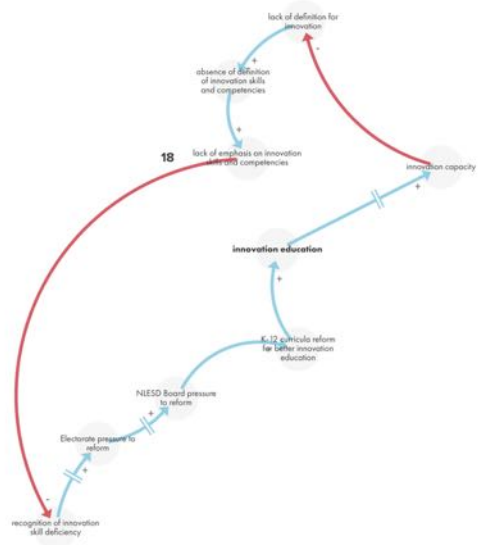 lack of definition for
innovation
-
+
absence of definition
of innovation skills
and competencies
+
18
lack of emphasis on innovation
skills and competencies
innovation capacity
+
innovation education
+
K-12 curricula reform
for better innovation
education
+
NLESD Board pressure
to reform
+
Electorate pressure to
reform
+
-
recognition of innovation
skill deficiency